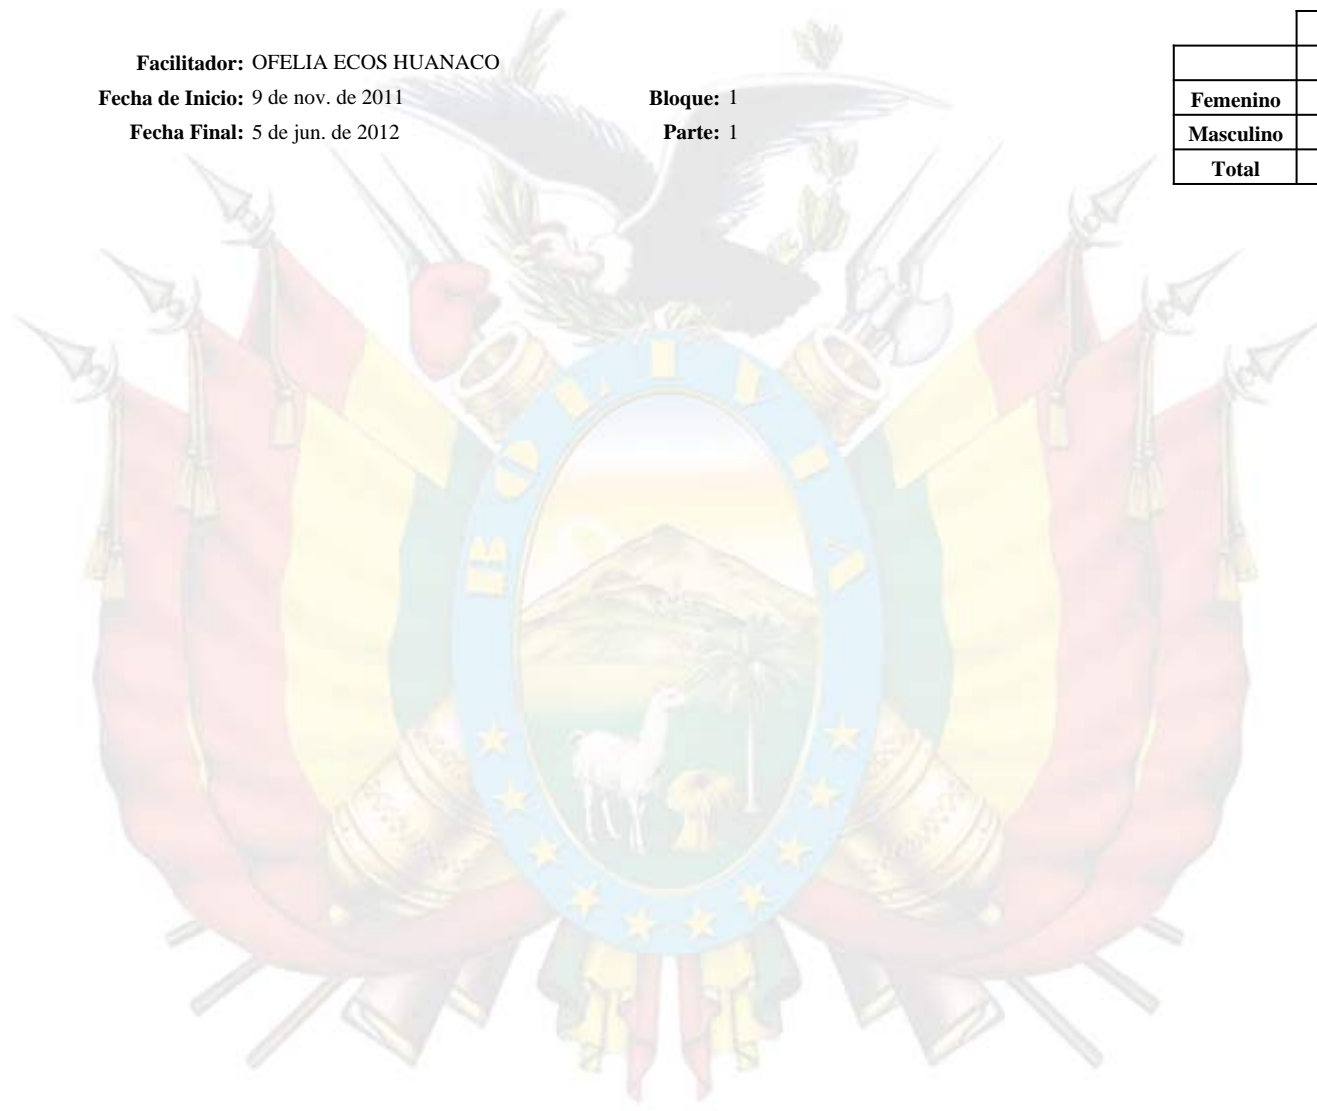 Facilitador: OFELIA ECOS HUANACO
Fecha de Inicio: 9 de nov. de 2011 Bloque: 1
Fecha Final: 5 de jun. de 2012 Parte: 1
Femenino
Masculino
Total
BOLIVIA